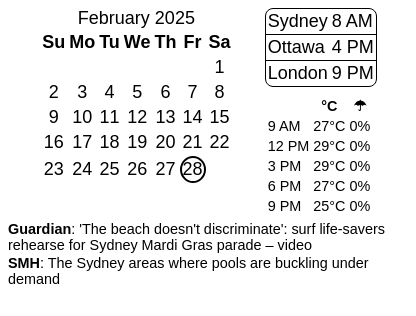 February 2025
Su Mo Tu We Th Fr Sa
1
2 3 4 5 6 7 8
9 10 11 12 13 14 15
16 17 18 19 20 21 22
23 24 25 26 27 28
Sydney 8 AM
Ottawa 4 PM
London 9 PM
°C ☂
9 AM 27°C 0%
12 PM 29°C 0%
3 PM 29°C 0%
6 PM 27°C 0%
9 PM 25°C 0%
Guardian: 'The beach doesn't discriminate': surf life-savers
rehearse for Sydney Mardi Gras parade – video
SMH: The Sydney areas where pools are buckling under
demand